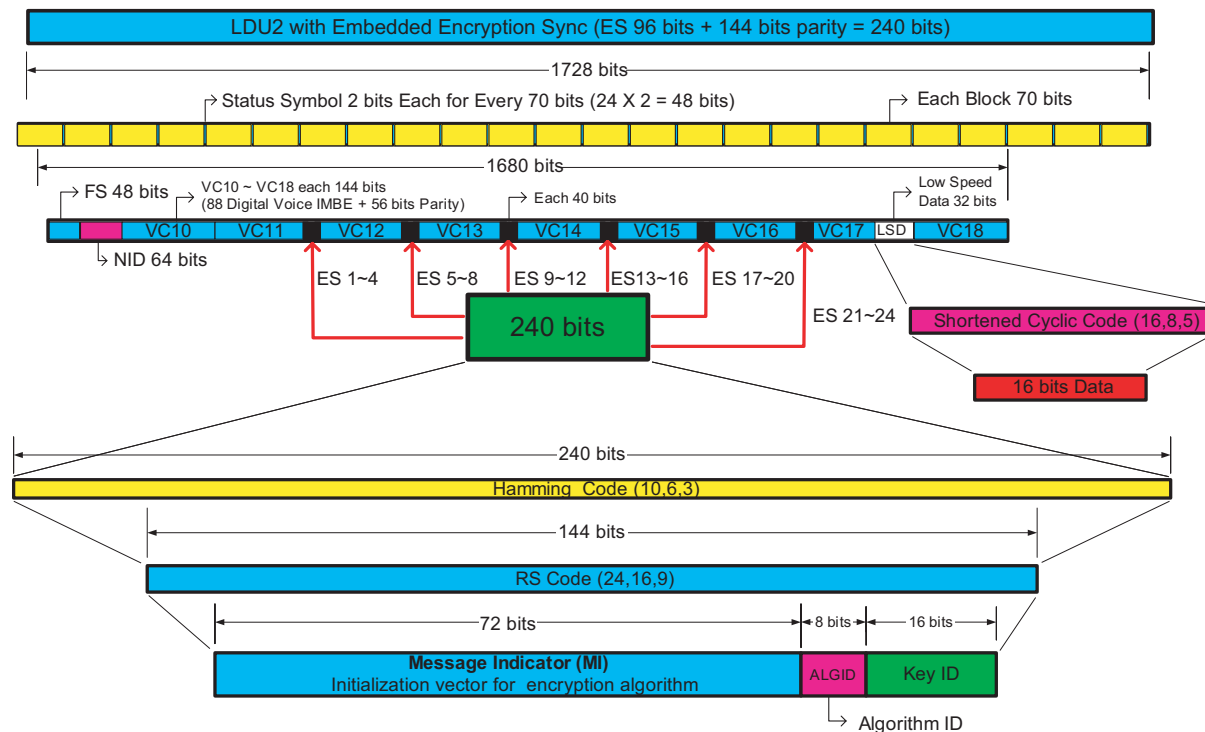 LDU2 with Embedded Encryption Sync (ES 96 bits + 144 bits parity = 240 bits)
1728 bits
Status Symbol 2 bits Each for Every 70 bits (24 X 2 = 48 bits)
Each Block 70 bits
1680 bits
FS 48 bits
VC10 ~ VC18 each 144 bits
(88 Digital Voice IMBE + 56 bits Parity)
Each 40 bits
Low Speed
Data 32 bits
VC10
VC11
VC12
VC13
VC14
VC15
VC16
VC17
LSD
VC18
NID 64 bits
ES 1~4
ES 5~8
ES 9~12
ES13~16
ES 17~20
ES 21~24
240 bits
Shortened Cyclic Code (16,8,5)
16 bits Data
240 bits
Hamming Code (10,6,3)
144 bits
RS Code (24,16,9)
72 bits
8 bits
16 bits
Message Indicator (MI)
Initialization vector for encryption algorithm
ALGID
Key ID
Algorithm ID